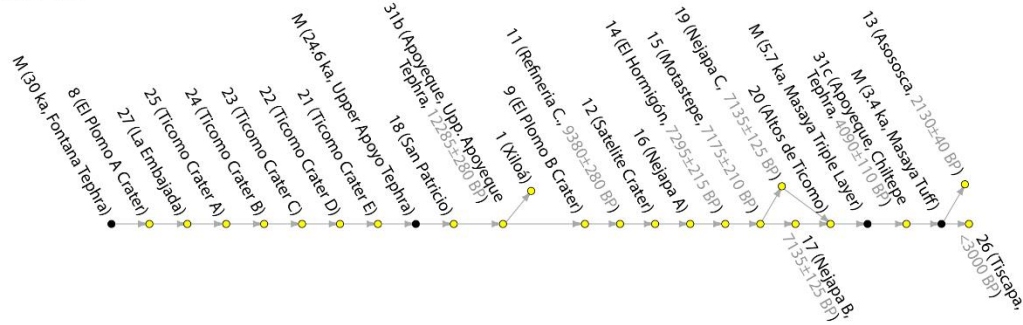 M (30 ka, Fontana Tephra)
8 (El Plomo A Crater)
27 (La Embajada)
25 (Ticomo Crater A)
24 (Ticomo Crater B)
23 (Ticomo Crater C)
22 (Ticomo Crater D)
21 (Ticomo Crater E)
M (24.6 ka, Upper Apoyo Tephra)
18 (San Patricio)
31b (Apoyeque, Upp. Apoyeque
Tephra, 12285±280 BP)
1 (Xiloá)
9 (El Plomo B Crater)
11 (Refineria C., 9380±280 BP)
12 (Satelite Crater)
16 (Nejapa A)
14 (El Hormigón, 7295±215 BP)
15 (Motastepe, 7175±210 BP)
19 (Nejapa C, 7135±125 BP)
17 (Nejapa B,
7135±125 BP)
20 (Altos de Ticomo)
M (5.7 ka, Masaya Triple Layer)
31c (Apoyeque, Chiltepe
Tephra, 4090±110 BP)
M (3.4 ka, Masaya Tuff)
13 (Asososca, 2130±40 BP)
26 (Tiscapa,
<3000 BP)